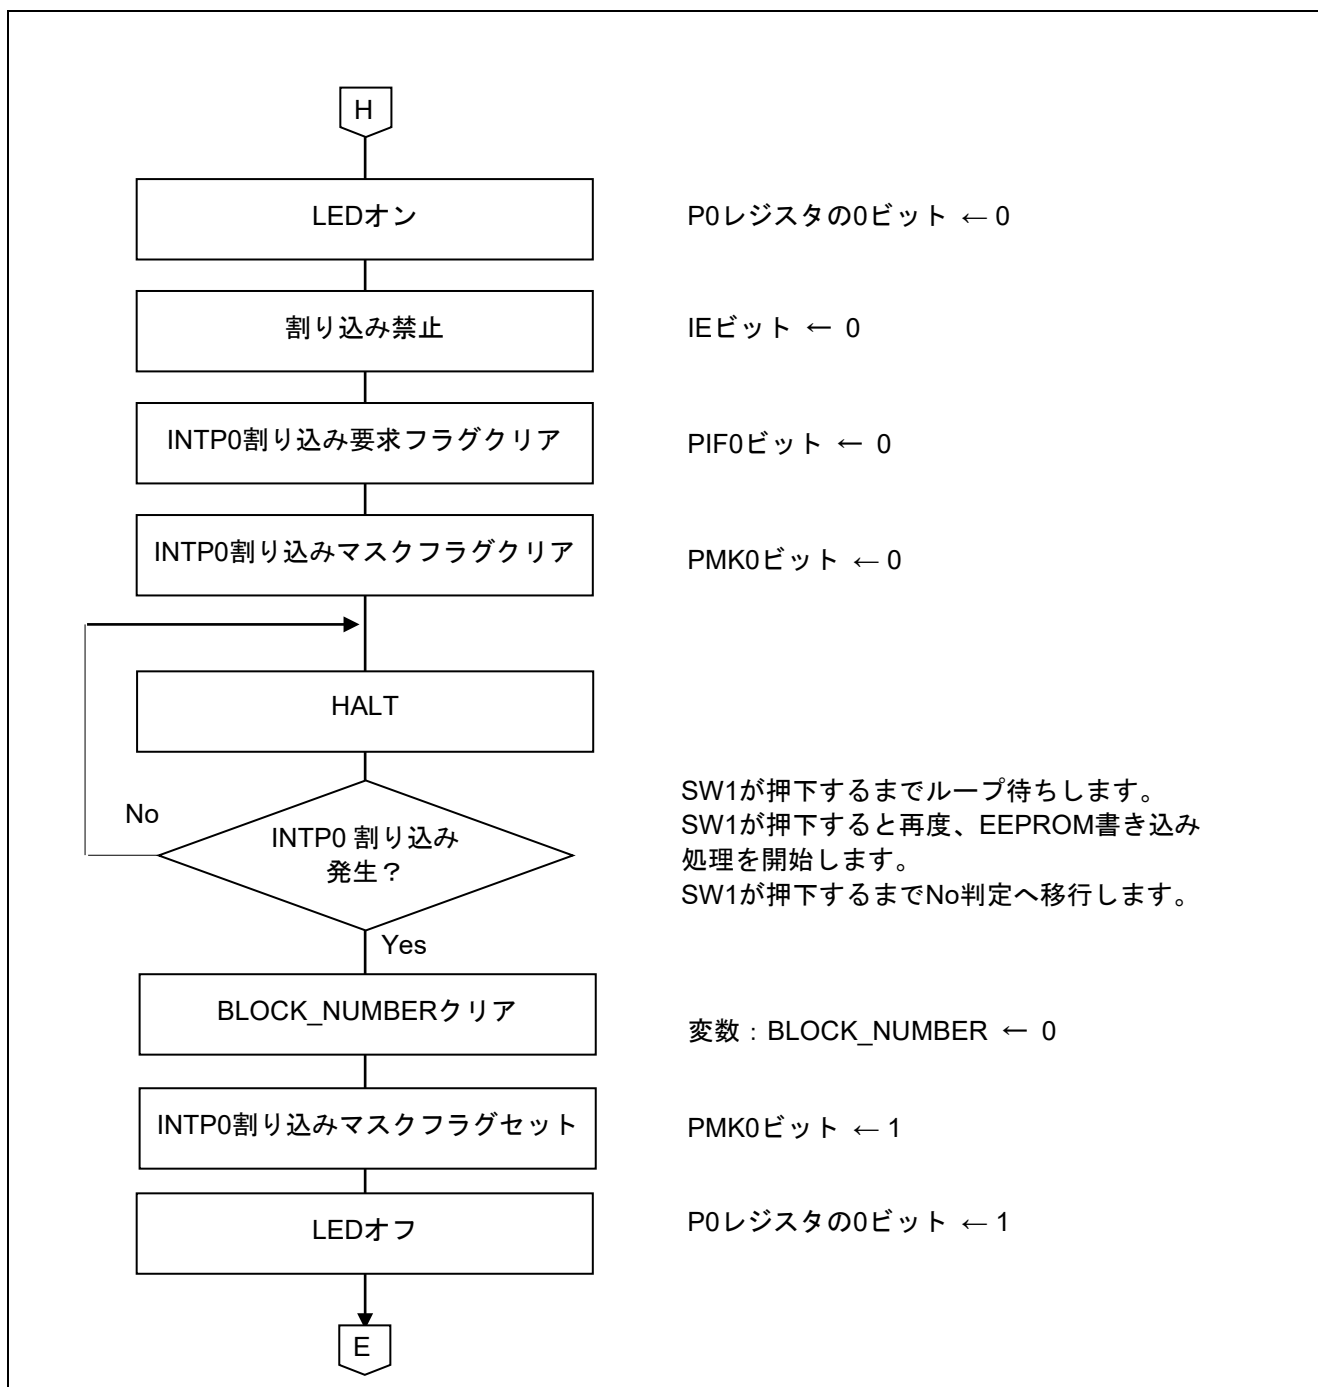 H
LEDオン
P0レジスタの0ビット ← 0
割り込み禁止
IEビット ← 0
INTP0割り込み要求フラグクリア
PIF0ビット ← 0
INTP0割り込みマスクフラグクリア
PMK0ビット ← 0
HALT
No
INTP0 割り込み
発生？
SW1が押下するまでループ待ちします。
SW1が押下すると再度、EEPROM書き込み
処理を開始します。
SW1が押下するまでNo判定へ移行します。
Yes
BLOCK_NUMBERクリア
変数：BLOCK_NUMBER ← 0
INTP0割り込みマスクフラグセット
PMK0ビット ← 1
LEDオフ
P0レジスタの0ビット ← 1
E